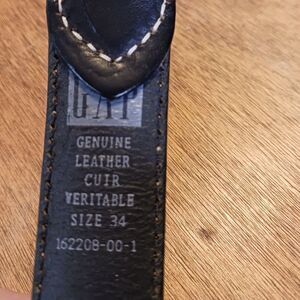 GAP
GENUINE
LEATHER
CUIR
VERITABLE
SIZE 34
162208-00-1